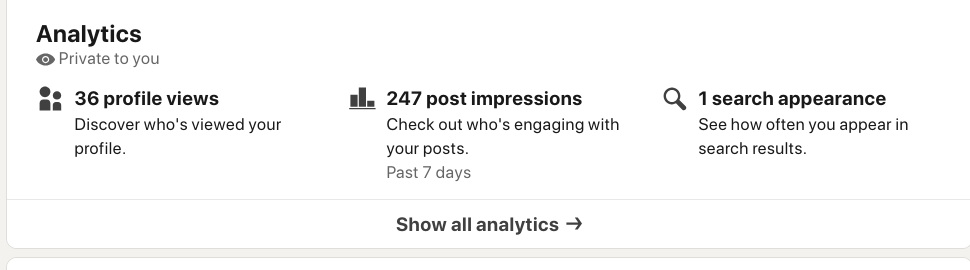 Analytics
Private to you
36 profile views
Discover who's viewed your
profile.
247 post impressions
Check out who's engaging with
your posts.
Past 7 days
1 search appearance
See how often you appear in
search results.
Show all analytics →